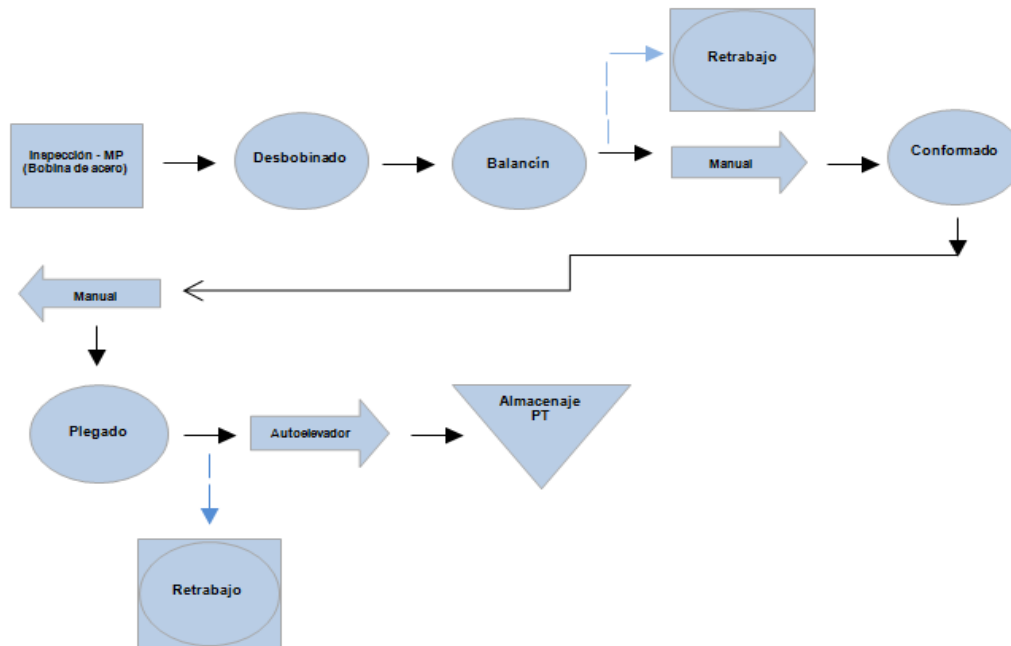 Retrabajo
Inspección - MP
(Bobina de acero)
Desbobinado
Balancín
Manual
Conformado
Manual
Plegado
Autoelevador
Almacenaje
PT
Retrabajo